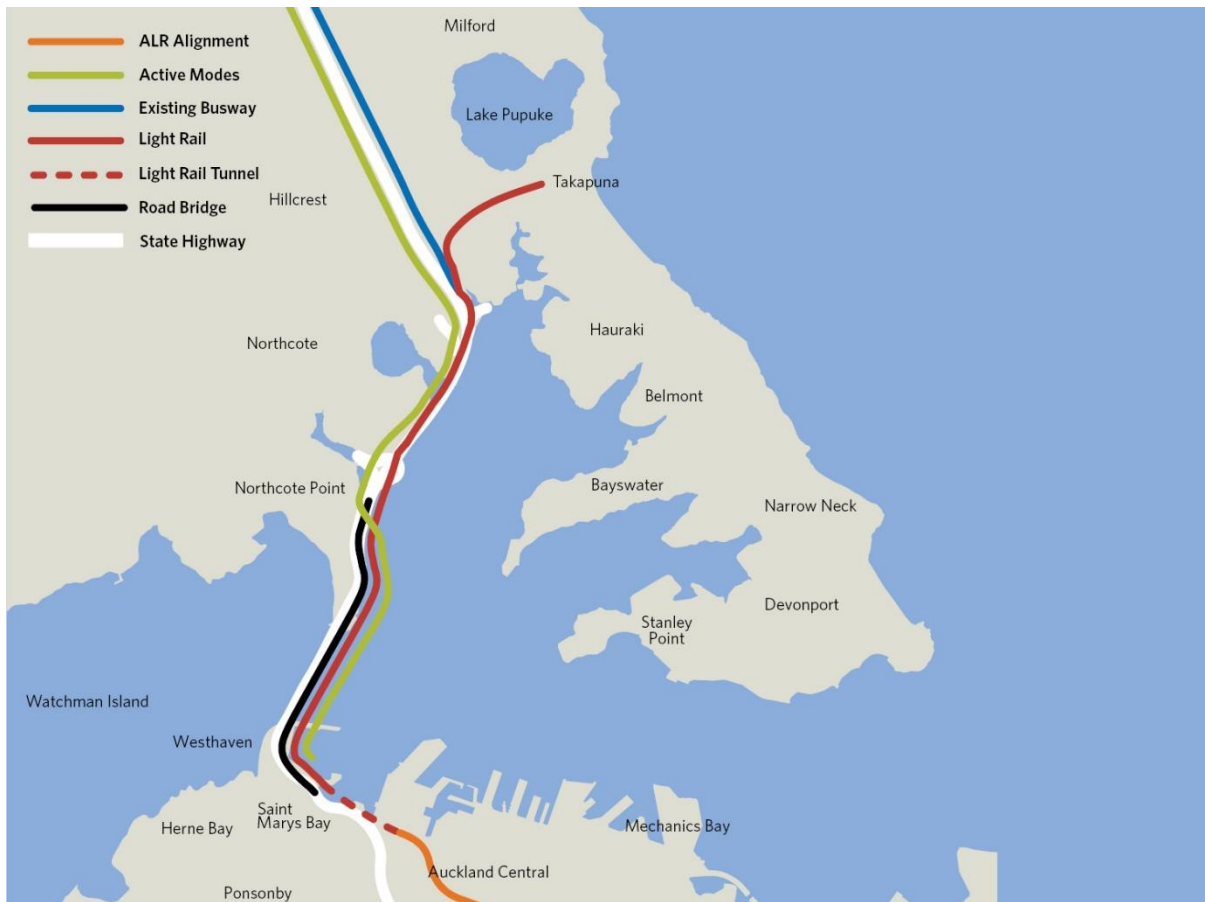 ALR Alignment
Active Modes
Existing Busway
Light Rail
Light Rail Tunnel
Road Bridge
State Highway
Milford
Lake Pupuke
Takapuna
Hillcrest
Hauraki
Northcote
Belmont
Bayswater
Northcote Point
Narrow Neck
Devonport
Stanley
Point
Watchman Island
Westhaven
Saint
Marys Bay
Herne Bay
Mechanics Bay
Auckland Central
Ponsonby